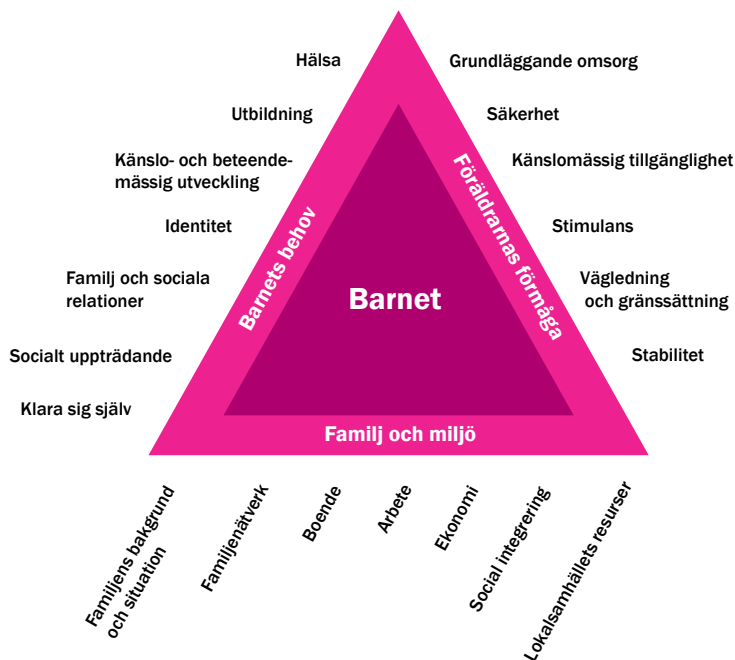 Hälsa
Utbildning
Känslo- och beteende-
mässig utveckling
Identitet
Familj och sociala
relationer
Socialt uppträdande
Klara sig själv
Barnets behov
Barnet
Föräldrarnas förmåga
Grundläggande omsorg
Säkerhet
Känslomässig tillgänglighet
Stimulans
Vägledning
och gränssättning
Stabilitet
Familj och miljö
Familjens bakgrund
och situation
Familjenätverk
Boende
Arbete
Ekonomi
Social integrering
Lokalsamhällets resurser